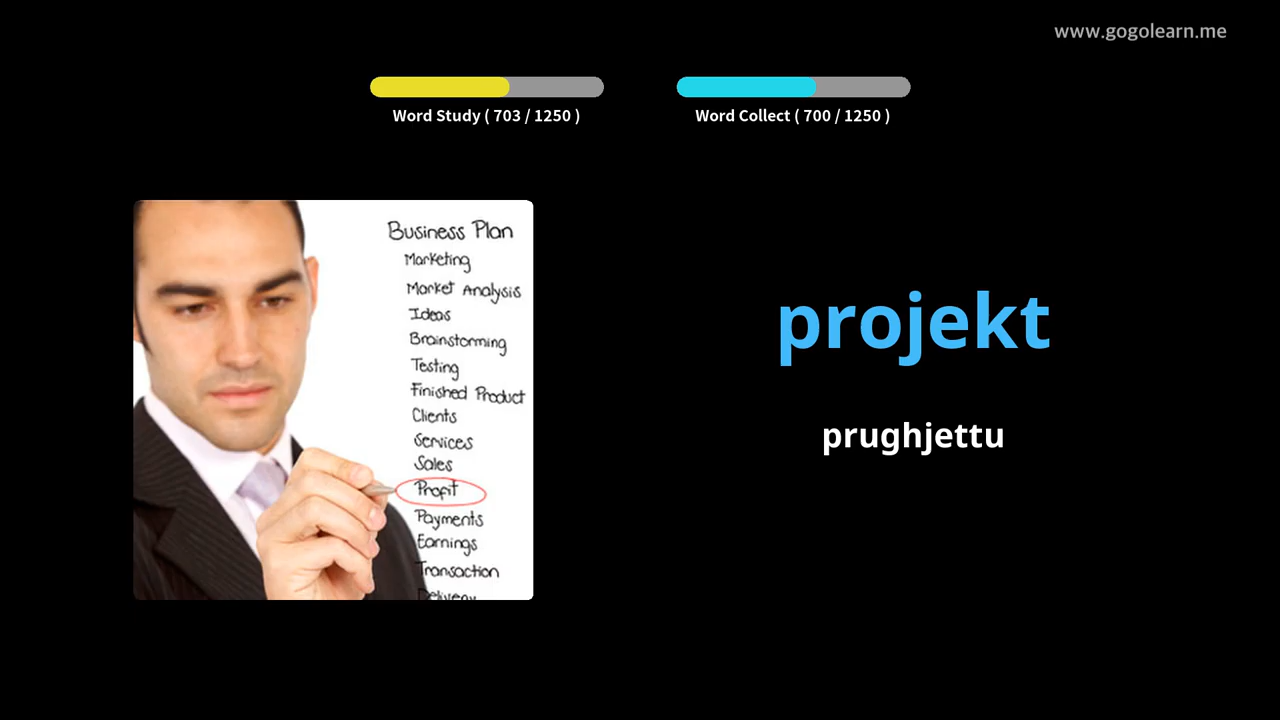 www.gogolearn.me
Word Study ( 703 / 1250 )
Word Collect ( 700 / 1250 )
Business Plan
Marketing
Market Analysis
Ideas
Brainstorming
Testing
Finished Product
Clients
Services
Sales
Profit
Payments
Earnings
Transaction
Delivery
projekt
prughjettu